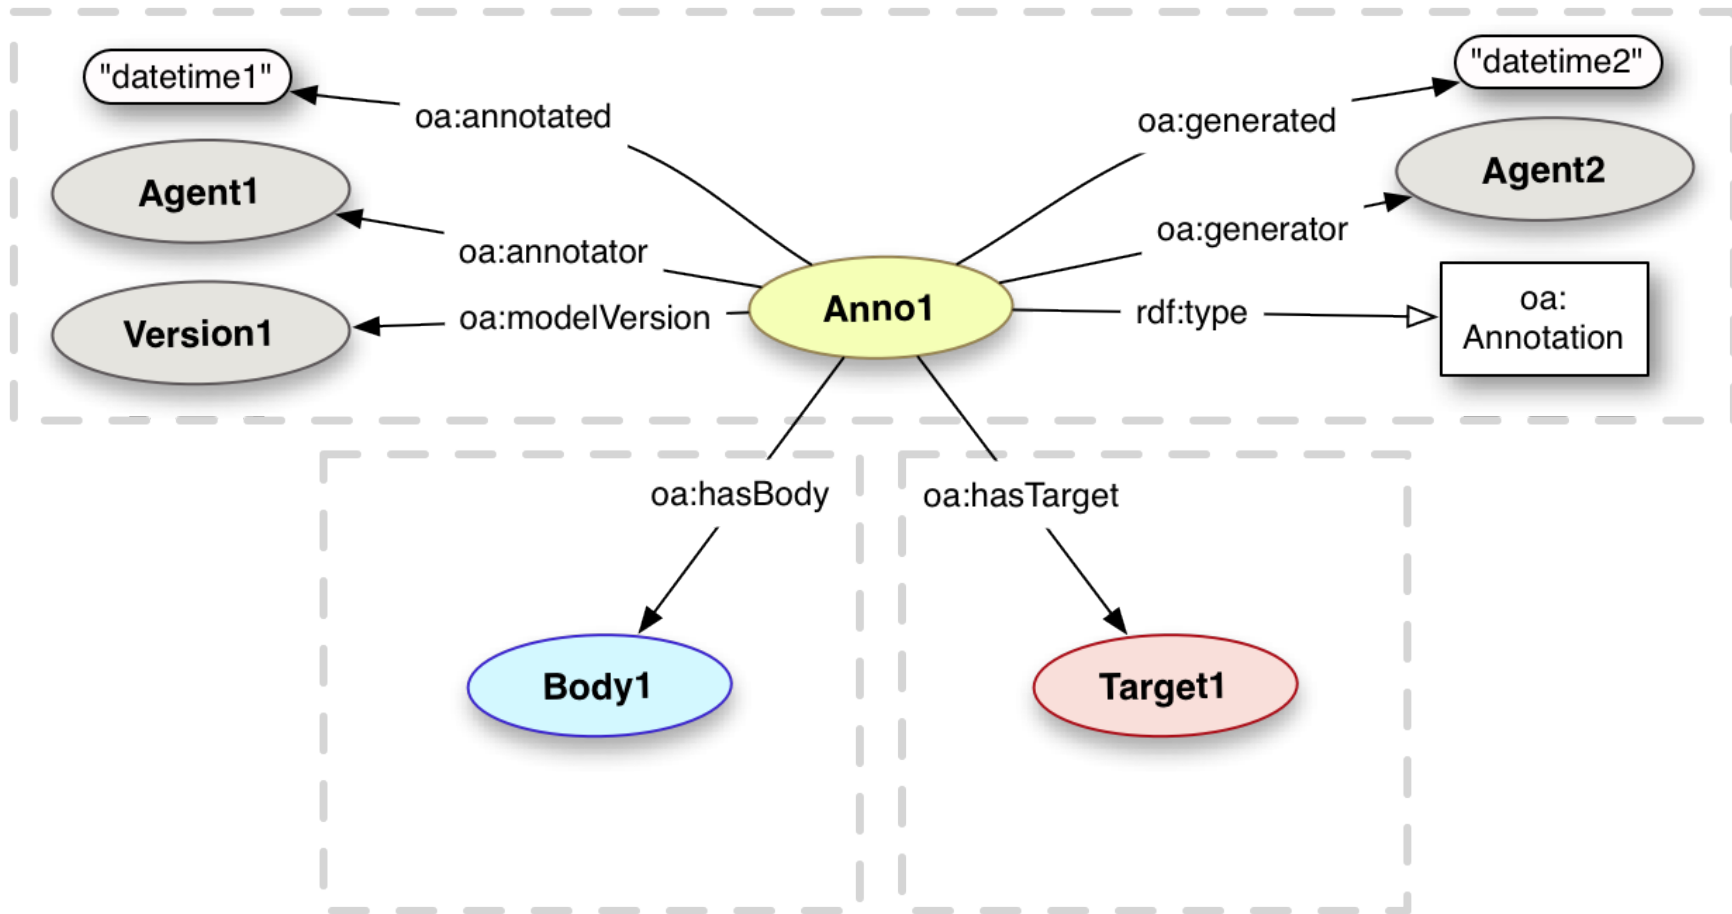 "datetime1"
"datetime2"
oa:annotated
oa:generated
Agent1
Agent2
oa:annotator
oa:generator
Version1
oa:modelVersion
Anno1
rdf:type
oa:
Annotation
oa:hasBody
oa:hasTarget
Body1
Target1